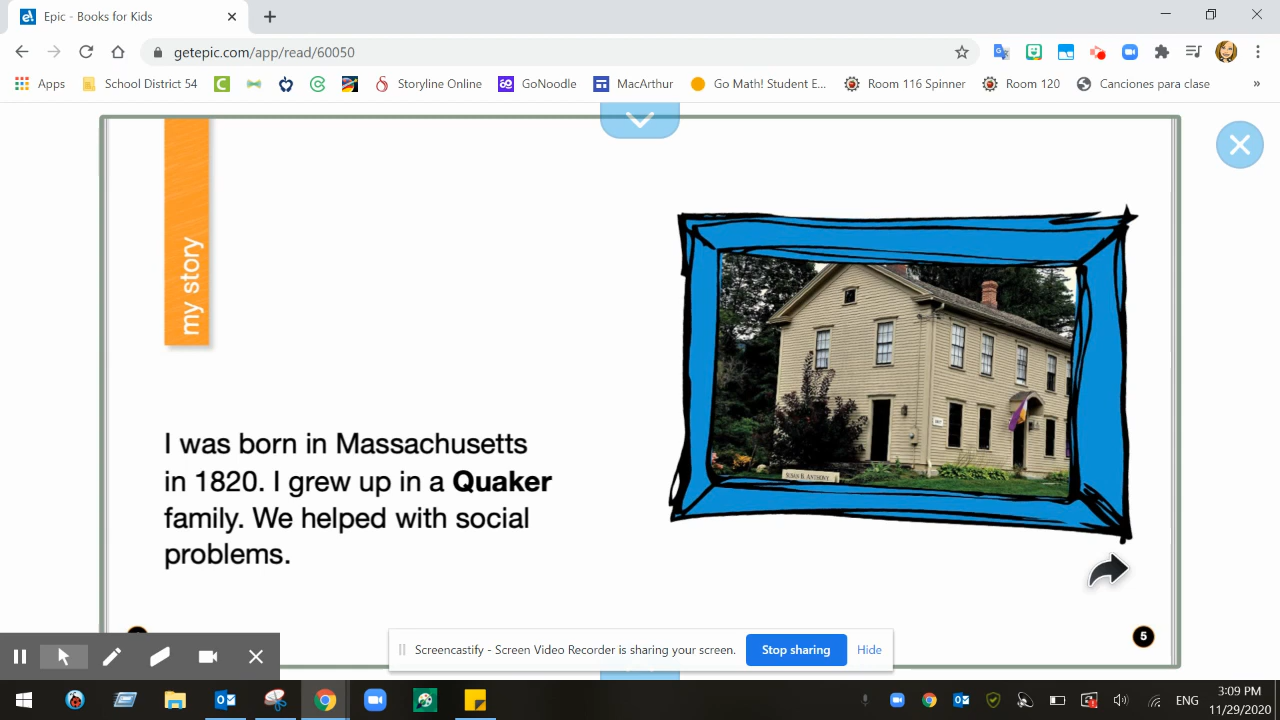 Epic - Books for Kids
getepic.com/app/read/60050
Apps School District 54 Storyline Online GoNoodle MacArthur Go Math! Student E... Room 116 Spinner Room 120 Canciones para clase »
my story
I was born in Massachusetts
in 1820. I grew up in a Quaker
family. We helped with social
problems.
SUSAN B. ANTHONY
5
Screencastify - Screen Video Recorder is sharing your screen. Stop sharing Hide
ENG
3:09 PM
11/29/2020